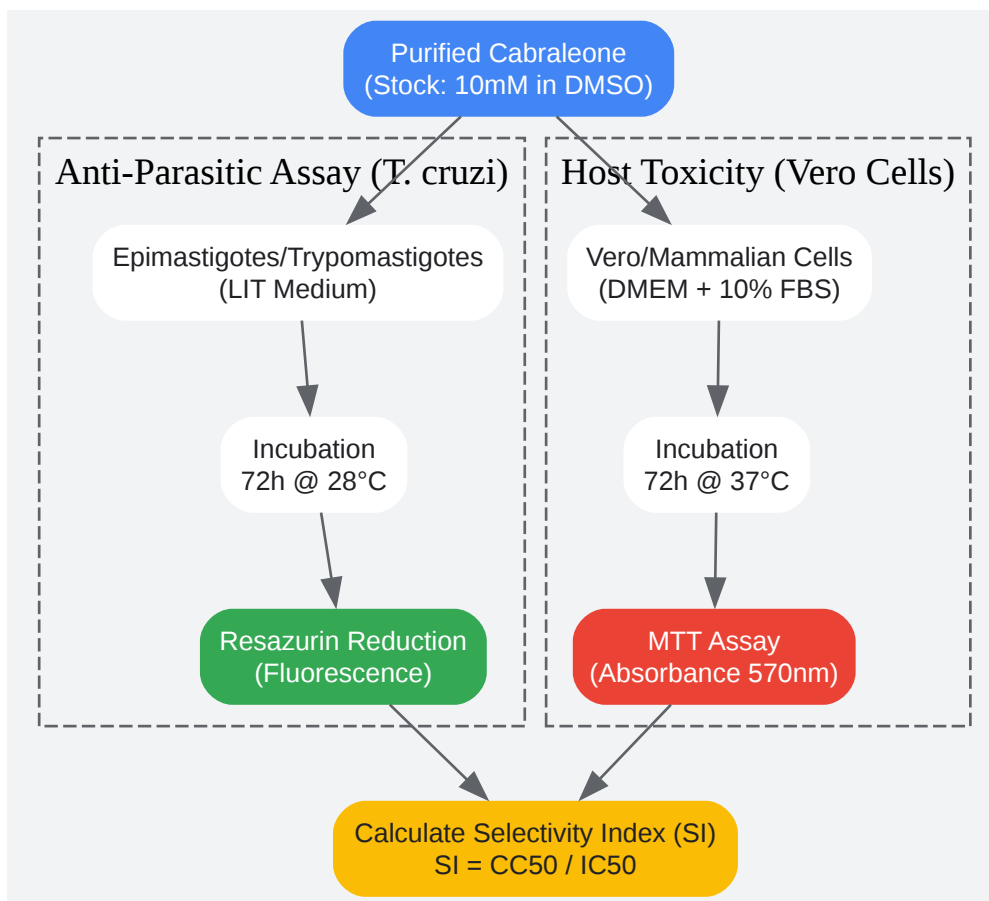 Purified Cabraleone
(Stock: 10mM in DMSO)
Anti-Parasitic Assay (T. cruzi)
Epimastigotes/Trypomastigotes
(LIT Medium)
Incubation
72h @ 28°C
Resazurin Reduction
(Fluorescence)
Host Toxicity (Vero Cells)
Vero/Mammalian Cells
(DMEM + 10% FBS)
Incubation
72h @ 37°C
MTT Assay
(Absorbance 570nm)
Calculate Selectivity Index (SI)
SI = CC50 / IC50